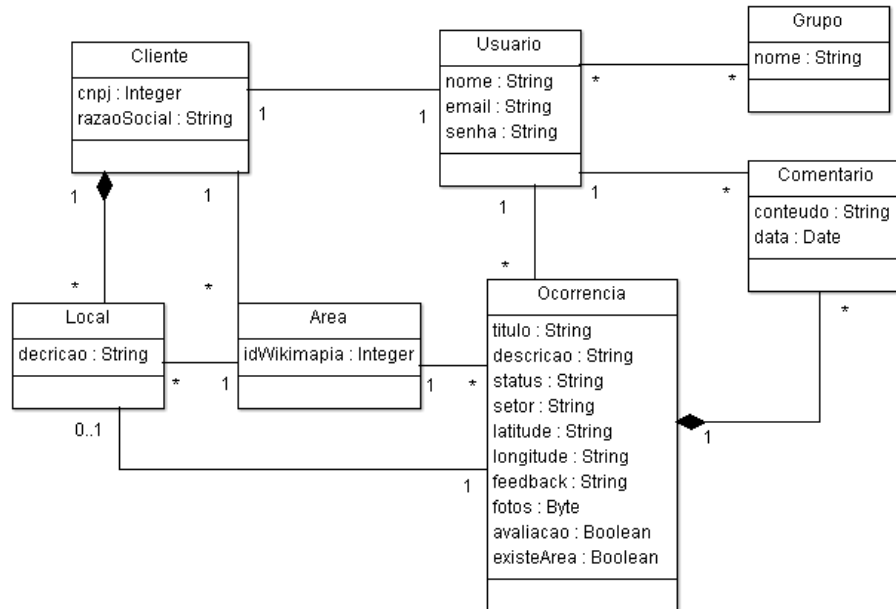 Cliente
cnpj : Integer
razaoSocial : String
1
1
Usuario
nome : String
email : String
senha : String
*
*
Grupo
nome : String
1
*
Comentario
conteudo : String
data : Date
1
*
1
*
1
*
Local
decricao : String
*
1
Area
idWikimapia : Integer
1
*
Ocorrencia
titulo : String
descricao : String
status : String
setor : String
latitude : String
longitude : String
feedback : String
fotos : Byte
avaliacao : Boolean
existeArea : Boolean
*
1
0..1
1